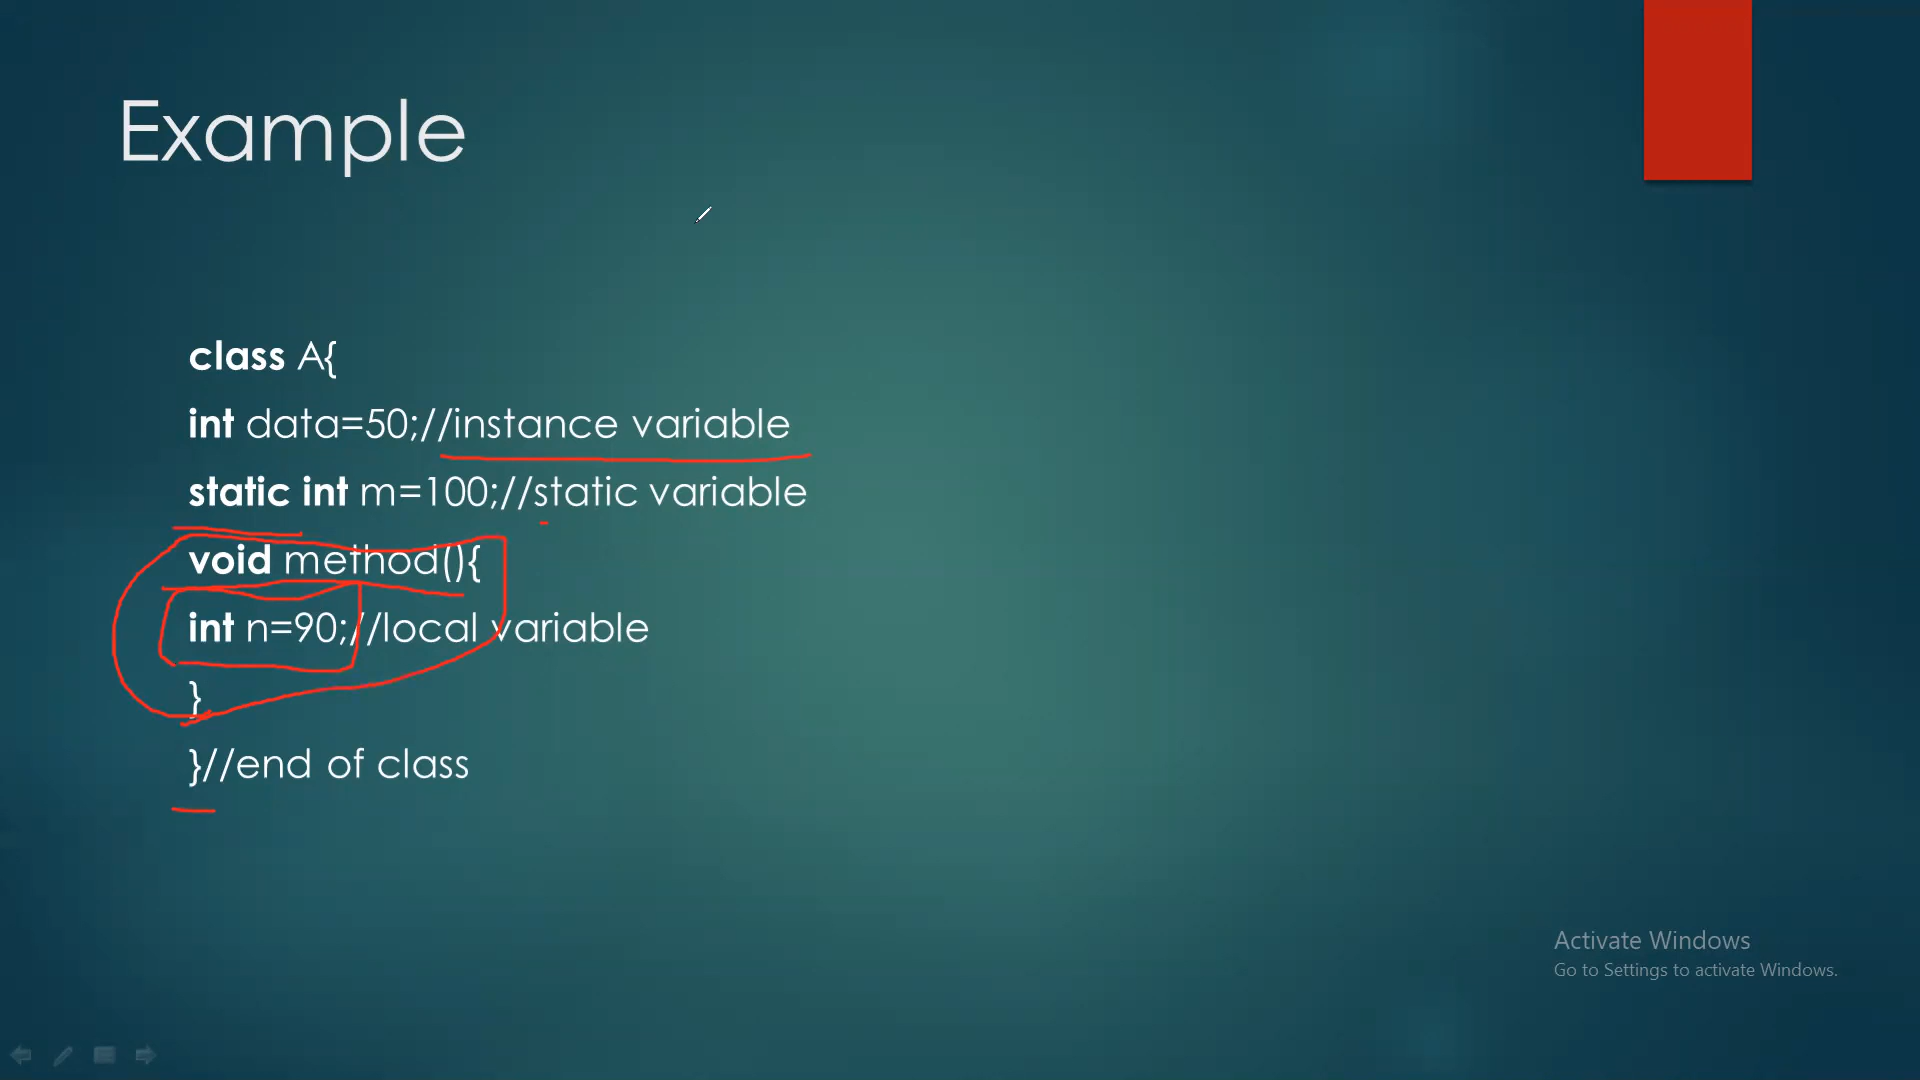 Example
class A{
int data=50;//instance variable
static int m=100;//static variable
void method(){
int n=90;//local variable
}
}//end of class
Activate Windows
Go to Settings to activate Windows.